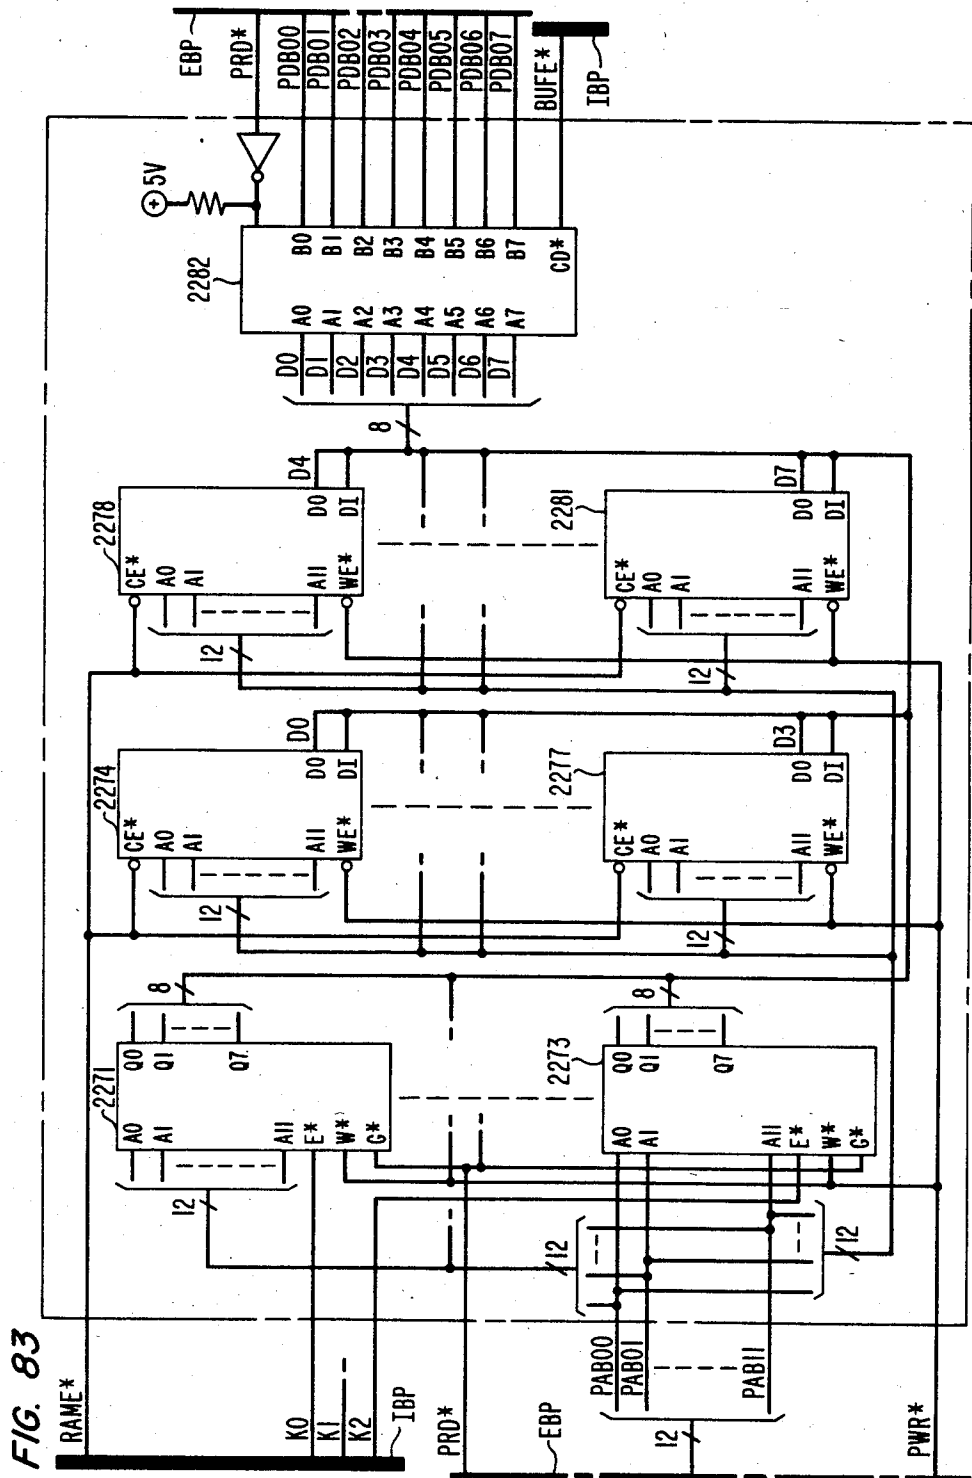 FIG. 83
RAME*
K0
K1
K2
IBP
PRD*
EBP
PAB00
PAB01
PAB11
12
PWR*
2271
A0
A1
A11
E*
W*
G*
Q0
Q1
Q7
12
8
2273
A0
A1
A11
E*
W*
G*
Q0
Q1
Q7
8
12
12
2274
CE*
A0
A1
A11
WE*
DO
DI
D0
12
2277
CE*
A0
A1
A11
WE*
DO
DI
D3
12
2278
CE*
A0
A1
A11
WE*
DO
DI
D4
12
2281
CE*
A0
A1
A11
WE*
DO
DI
D7
12
8
D0
D1
D2
D3
D4
D5
D6
D7
2282
A0
A1
A2
A3
A4
A5
A6
A7
B0
B1
B2
B3
B4
B5
B6
B7
CD*
+ 5V
EBP
PRD*
PDB00
PDB01
PDB02
PDB03
PDB04
PDB05
PDB06
PDB07
BUFE*
IBP